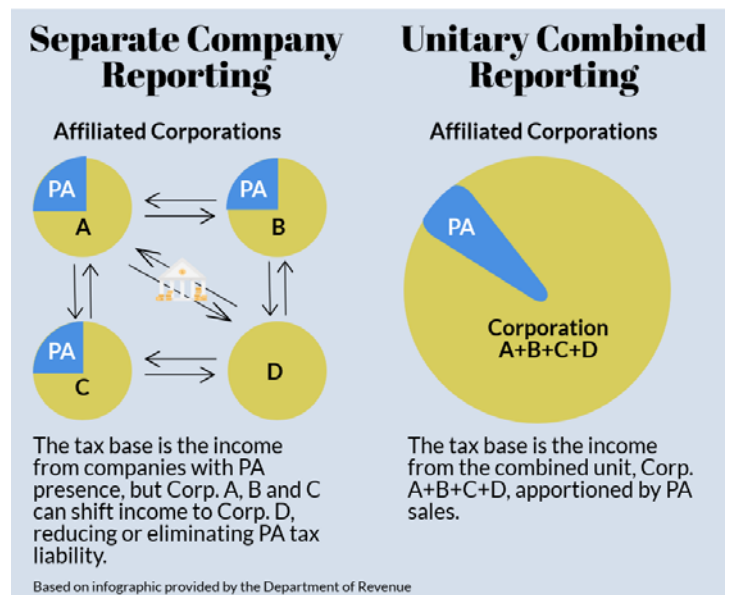 Separate Company
Reporting
Affiliated Corporations
PA
A
PA
B
PA
C
D
The tax base is the income
from companies with PA
presence, but Corp. A, B and C
can shift income to Corp. D,
reducing or eliminating PA tax
liability.
Unitary Combined
Reporting
Affiliated Corporations
PA
Corporation
A+B+C+D
The tax base is the income
from the combined unit, Corp.
A+B+C+D, apportioned by PA
sales.
Based on infographic provided by the Department of Revenue